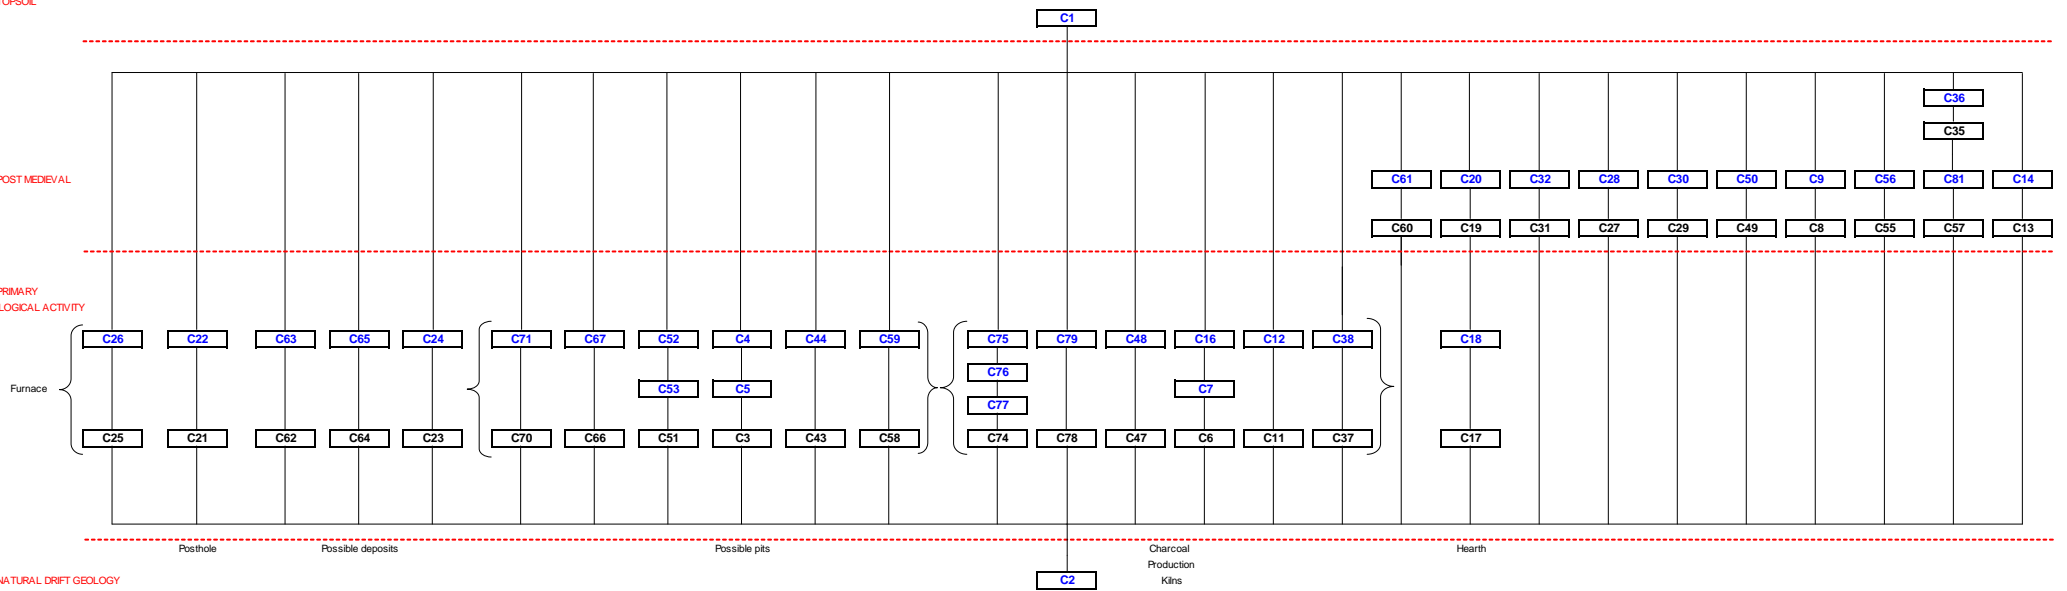 TOPSOIL
C1
C36
C35
POST MEDIEVAL
C61 C20 C32 C28 C30 C50 C9 C56 C81 C14
C60 C19 C31 C27 C29 C49 C8 C55 C57 C13
PRIMARY
LOGICAL ACTIVITY
C26 C22 C63 C65 C24 C71 C67 C52 C4 C44 C59 C75 C79 C48 C16 C12 C38 C18
C76
Furnace C53 C5 C7
C77
C25 C21 C62 C64 C23 C70 C66 C51 C3 C43 C58 C74 C78 C47 C6 C11 C37 C17
Posthole Possible deposits Possible pits Charcoal Hearth
Production
NATURAL DRIFT GEOLOGY C2 Kilns